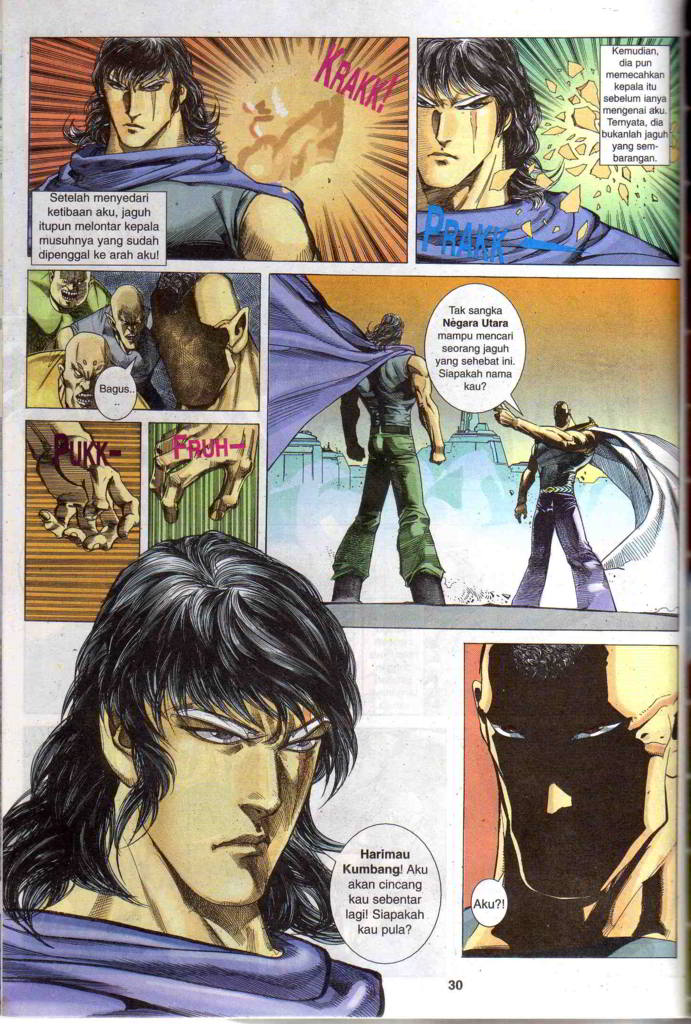 KRAKK!
Setelah menyedari
ketibaan aku, jaguh
itupun melontar kepala
musuhnya yang sudah
dipenggal ke arah aku!
Kemudian,
dia pun
memecahkan
kepala itu
sebelum ianya
mengenai aku.
Ternyata, dia
bukanlah jaguh
yang sem-
barangan.
PRAKK—
Bagus..
..
Tak sangka
Negara Utara
mampu mencari
seorang jaguh
yang sehebat ini.
Siapakah nama
kau?
PUKK—
FRUH—
Harimau
Kumbang! Aku
akan cincang
kau sebentar
lagi! Siapakah
kau pula?
Aku?!
30